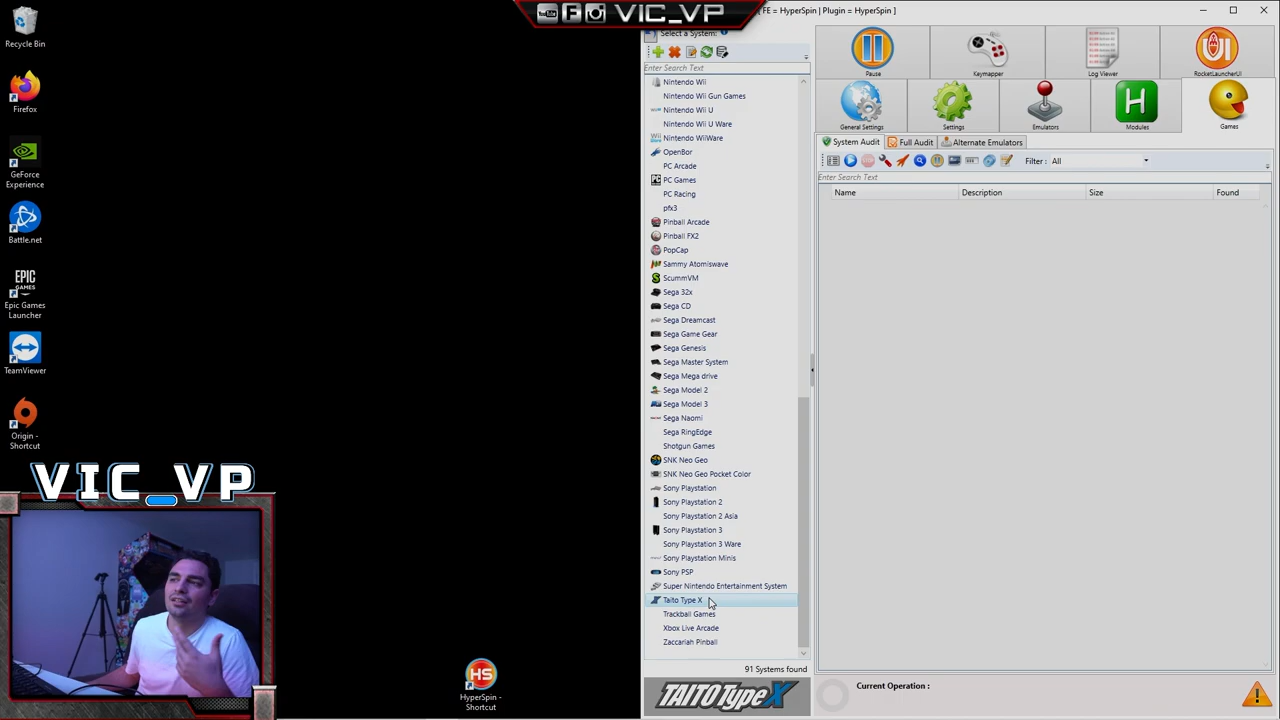 VIC_VP
[ FE = HyperSpin | Plugin = HyperSpin ]
Select a System:
Enter Search Text
Nintendo Wii
Nintendo Wii Gun Games
Nintendo Wii U
Nintendo Wii U Ware
Nintendo WiiWare
OpenBor
PC Arcade
PC Games
PC Racing
pfx3
Pinball Arcade
Pinball FX2
PopCap
Sammy Atomiswave
ScummVM
Sega 32x
Sega CD
Sega Dreamcast
Sega Game Gear
Sega Genesis
Sega Master System
Sega Mega drive
Sega Model 2
Sega Model 3
Sega Naomi
Sega RingEdge
Shotgun Games
SNK Neo Geo
SNK Neo Geo Pocket Color
Sony Playstation
Sony Playstation 2
Sony Playstation 2 Asia
Sony Playstation 3
Sony Playstation 3 Ware
Sony Playstation Minis
Sony PSP
Super Nintendo Entertainment System
Taito Type X
Trackball Games
Xbox Live Arcade
Zaccariah Pinball
91 Systems found
TAITO Type X
Pause
Keymapper
Log Viewer
RocketLauncherUI
General Settings
Settings
Emulators
H
Modules
Games
System Audit
Full Audit
Alternate Emulators
Filter : All
Enter Search Text
Name
Description
Size
Found
Current Operation :
Recycle Bin
Firefox
GeForce
Experience
Battle.net
EPIC
GAMES
Epic Games
Launcher
TeamViewer
Origin -
Shortcut
VIC_VP
HS
HyperSpin -
Shortcut